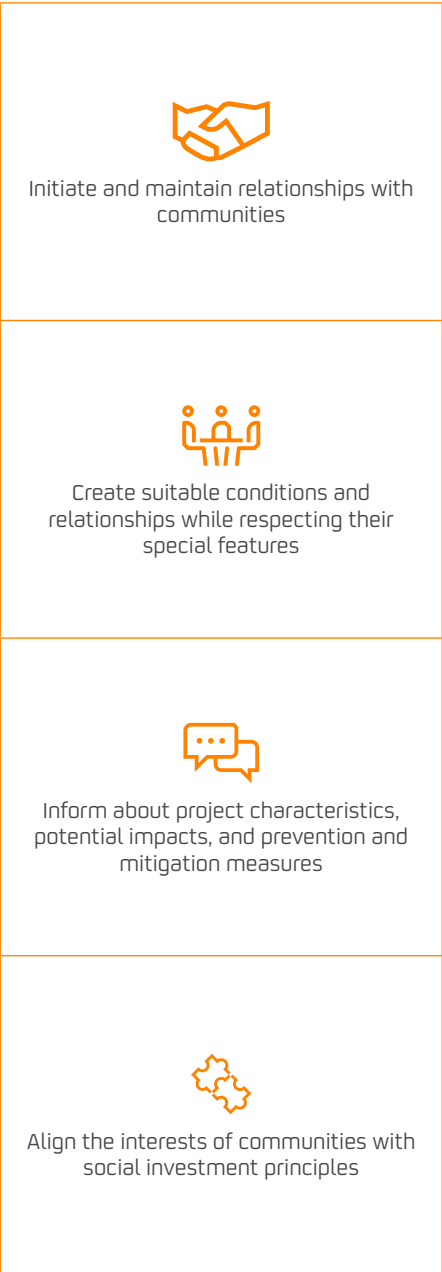 Initiate and maintain relationships with
communities
Create suitable conditions and
relationships while respecting their
special features
Inform about project characteristics,
potential impacts, and prevention and
mitigation measures
Align the interests of communities with
social investment principles